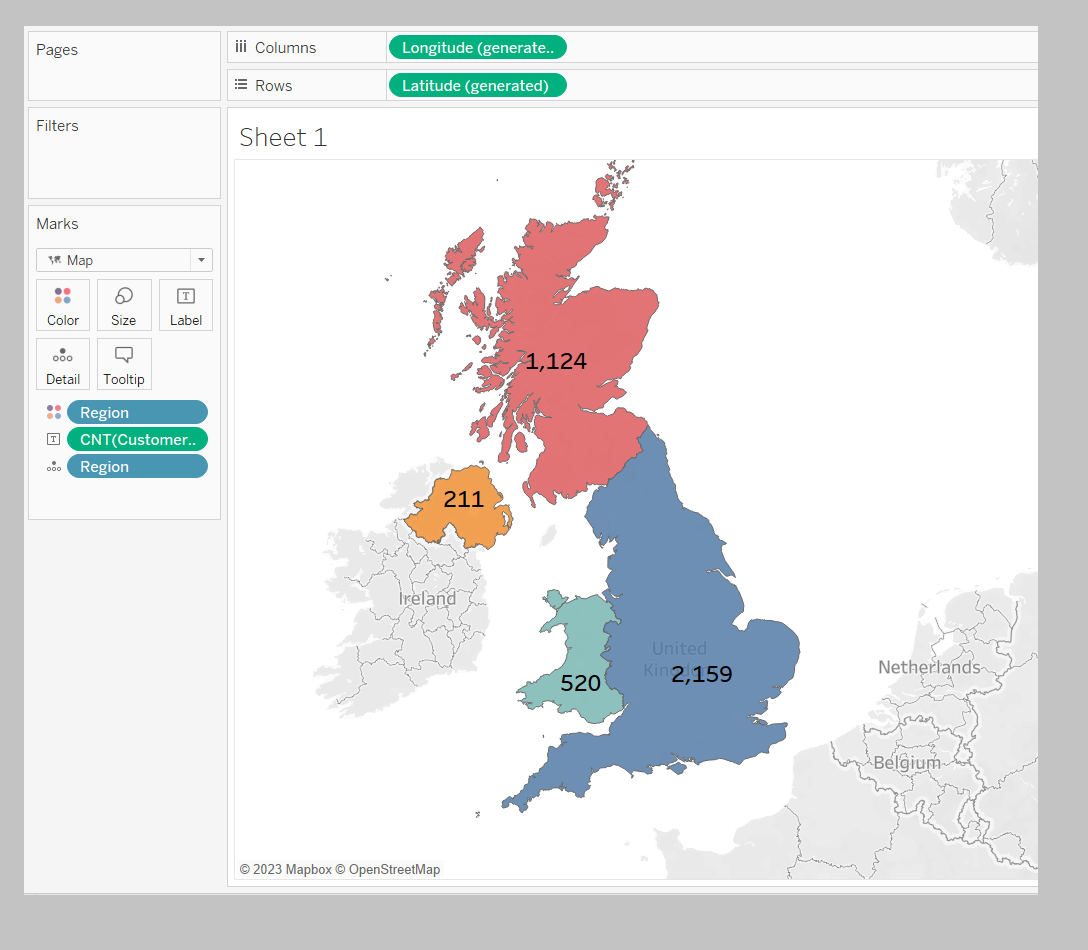 Pages
Columns
Longitude (generate..
Rows
Latitude (generated)
Filters
Sheet 1
Marks
Map
Color
Size
T
Label
Detail
Tooltip
Region
T
CNT(Customer..
Region
1,124
211
Ireland
United
Kingdom
2,159
520
Netherlands
Belgium
© 2023 Mapbox © OpenStreetMap